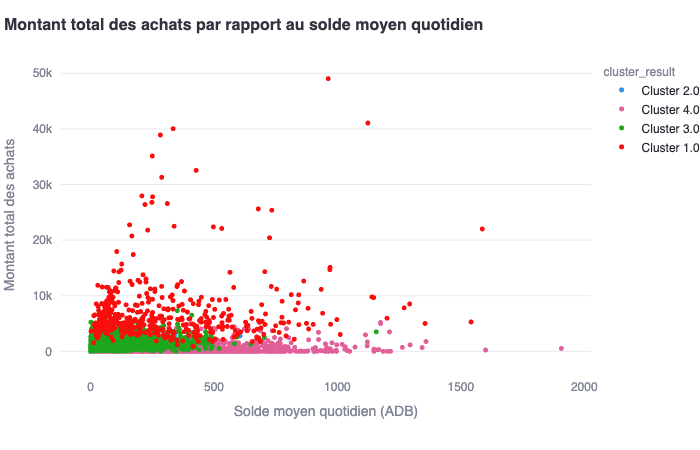 Montant total des achats par rapport au solde moyen quotidien
cluster_result
Cluster 2.0
Cluster 4.0
Cluster 3.0
Cluster 1.0
Montant total des achats
50k
40k
30k
20k
10k
0
0 500 1000 1500 2000
Solde moyen quotidien (ADB)